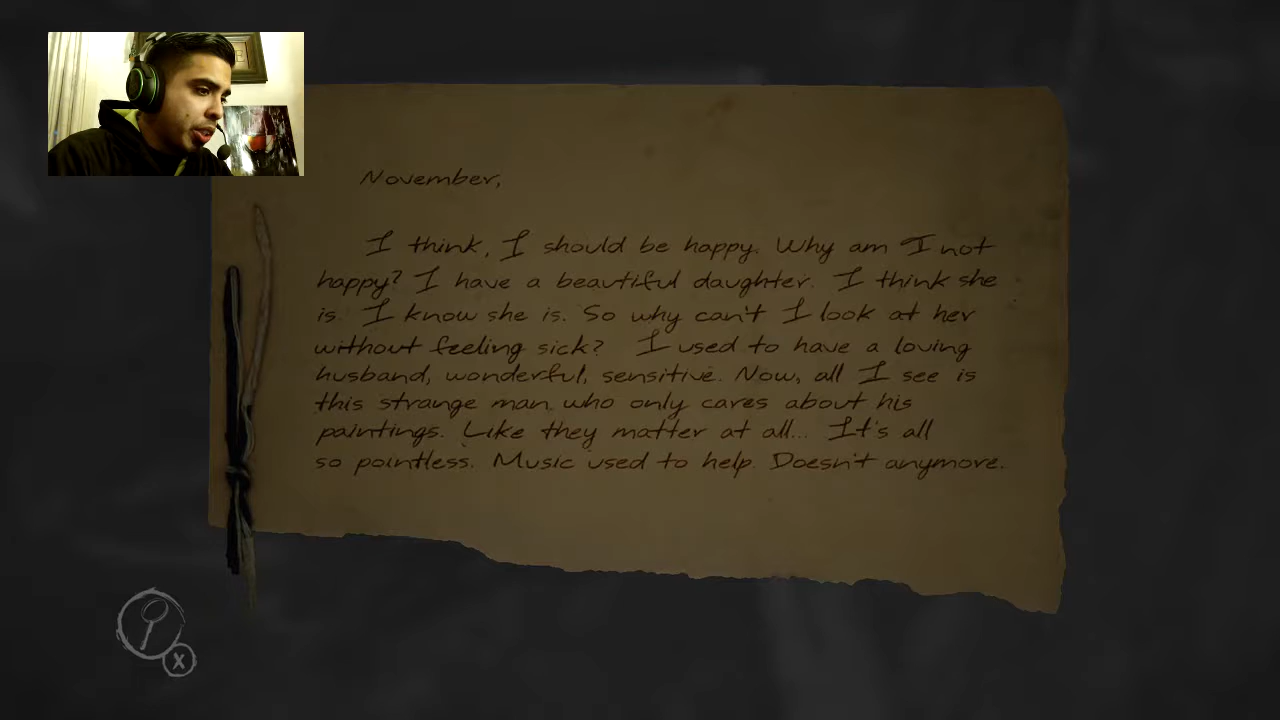 November,
I think, I should be happy. Why am I not
happy? I have a beautiful daughter. I think she
is. I know she is. So why can't I look at her
without feeling sick? I used to have a loving
husband, wonderful, sensitive. Now, all I see is
this strange man who only cares about his
paintings. Like they matter at all... It's all
so pointless. Music used to help. Doesn't anymore.
X